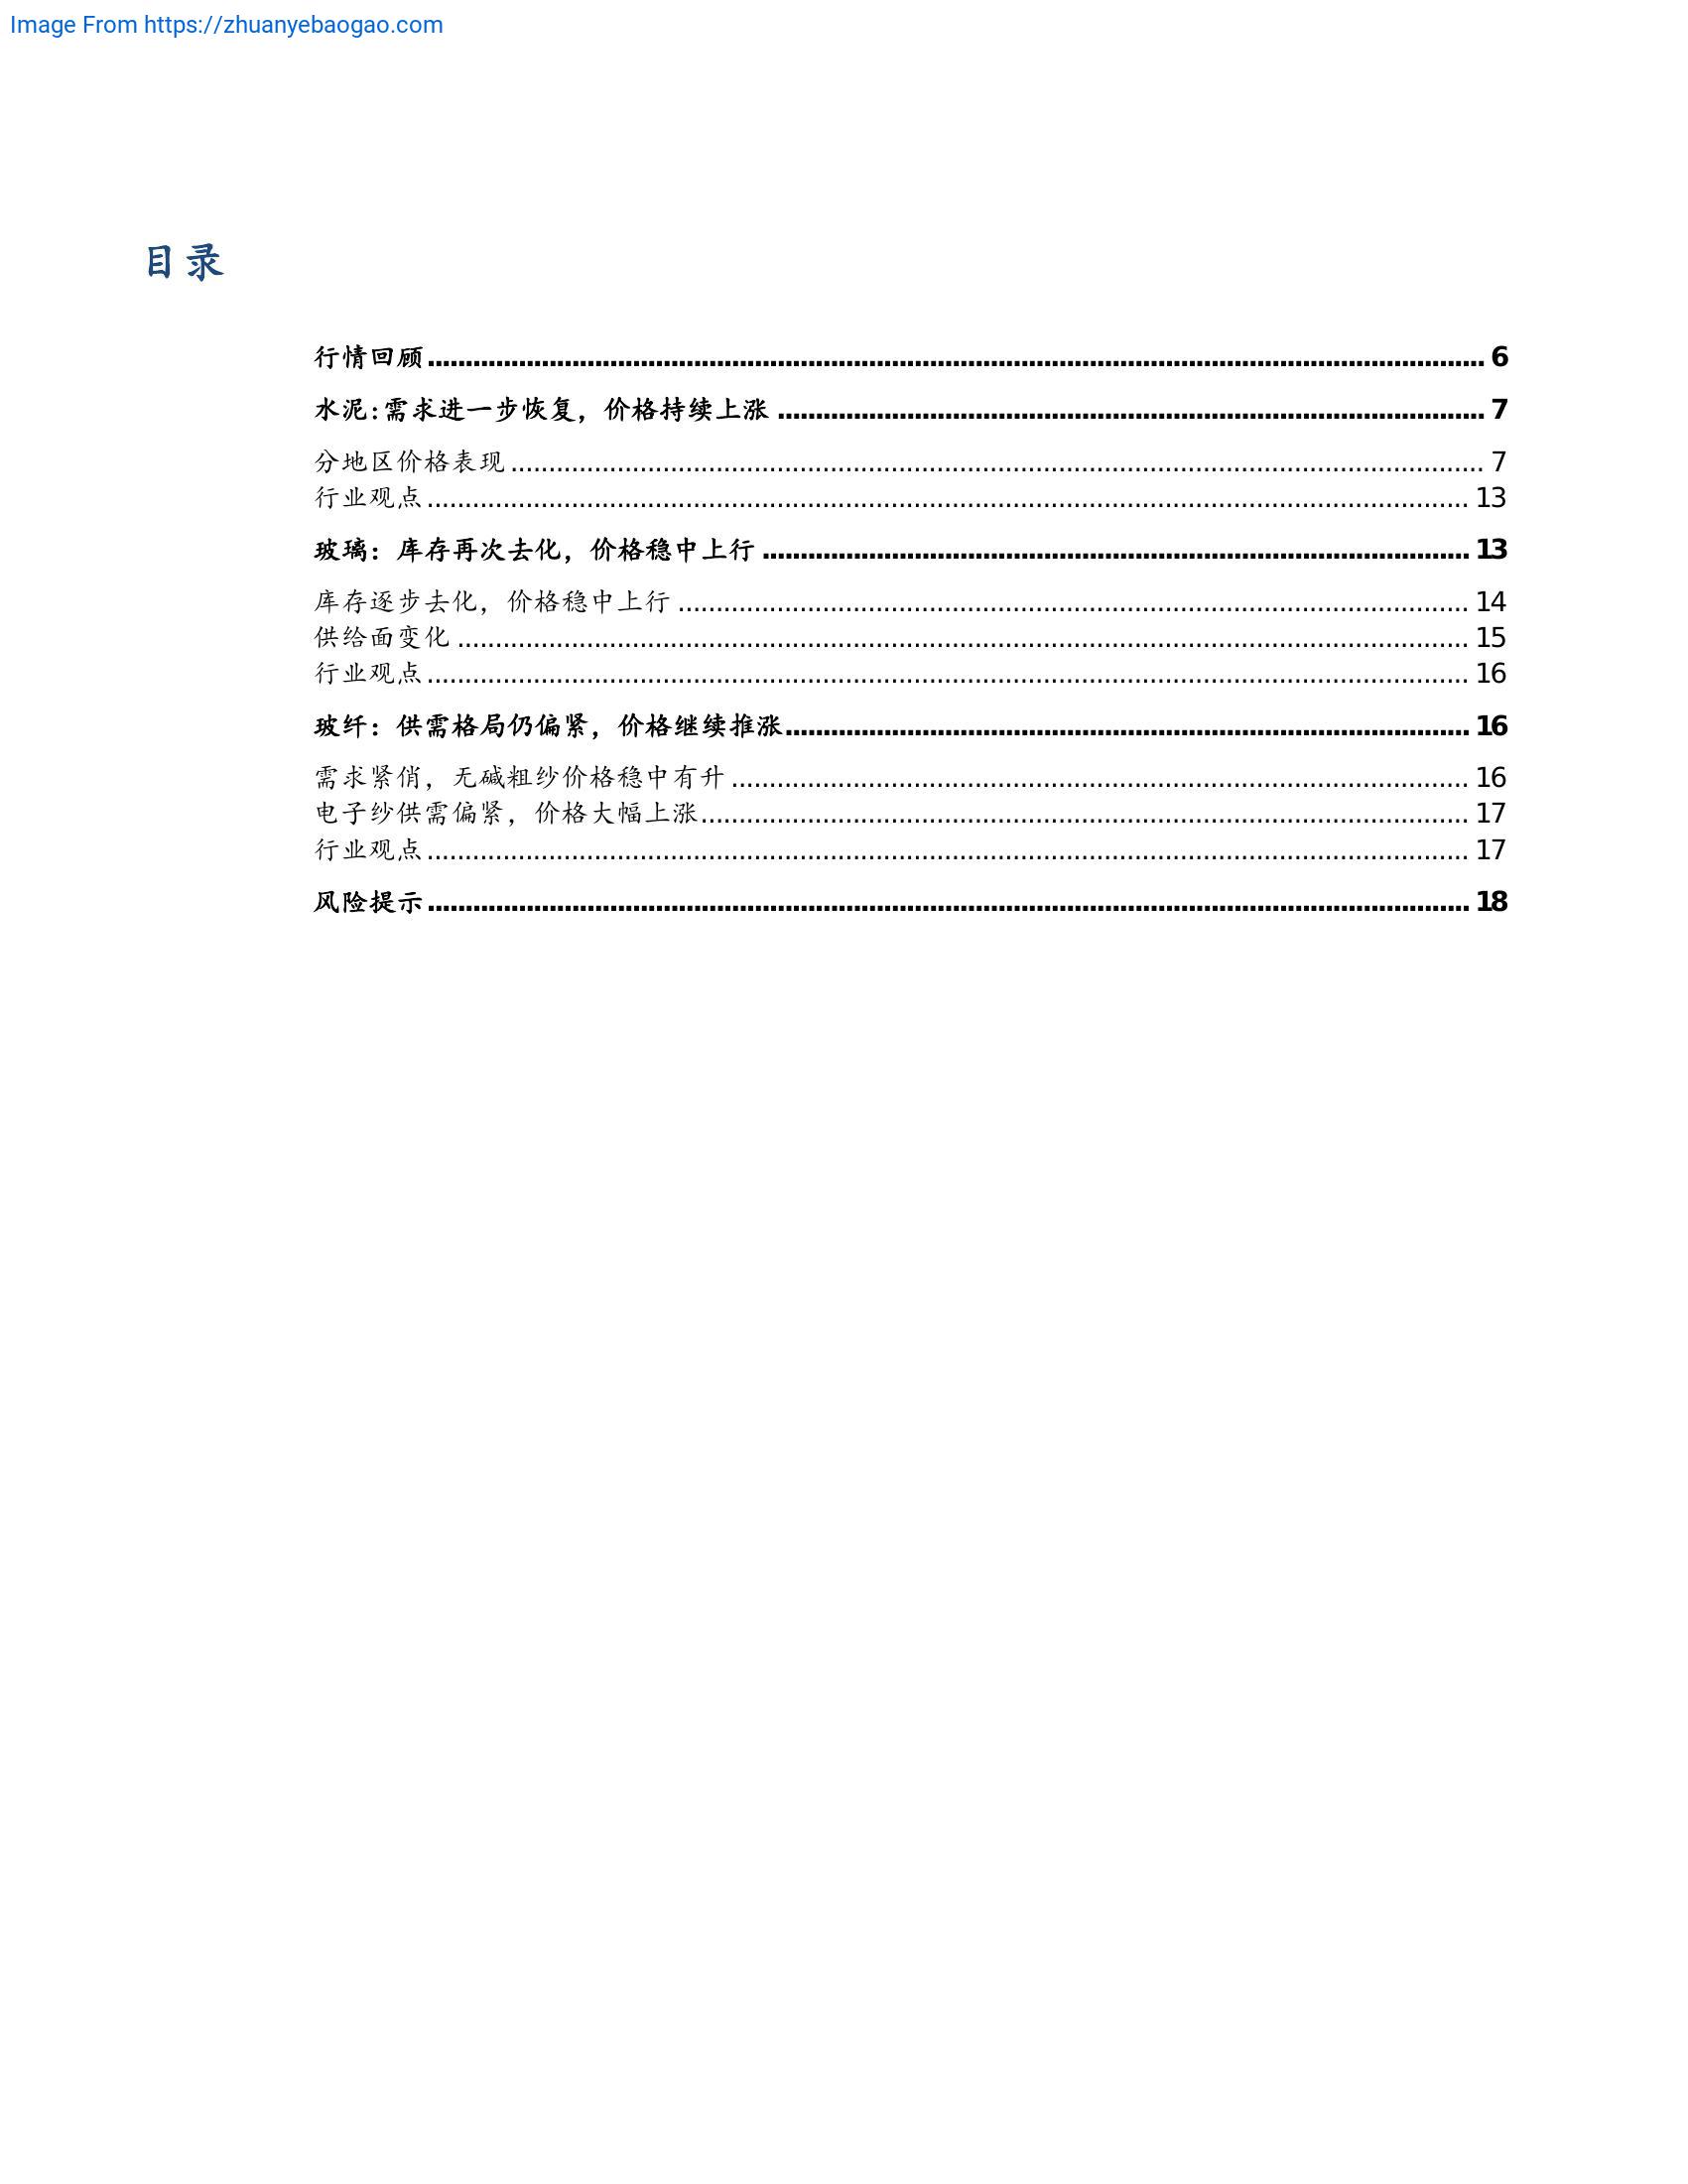 Image From https://zhuanyebaogao.com
目录
行情回顾 6
水泥:需求进一步恢复，价格持续上涨 7
分地区价格表现 7
行业观点 13
玻璃：库存再次去化，价格稳中上行 13
库存逐步去化，价格稳中上行 14
供给面变化 15
行业观点 16
玻纤：供需格局仍偏紧，价格继续推涨 16
需求紧俏，无碱粗纱价格稳中有升 16
电子纱供需偏紧，价格大幅上涨 17
行业观点 17
风险提示 18